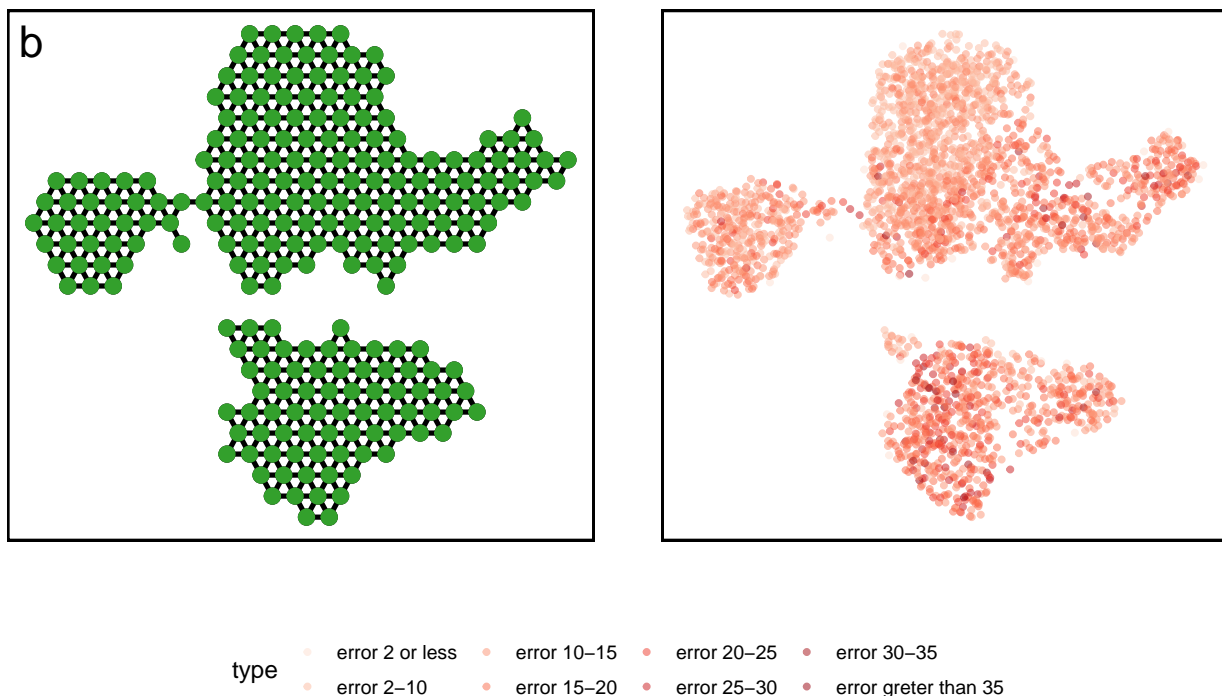 b
type
error 2 or less error 10−15 error 20−25 error 30−35
error 2−10 error 15−20 error 25−30 error greter than 35